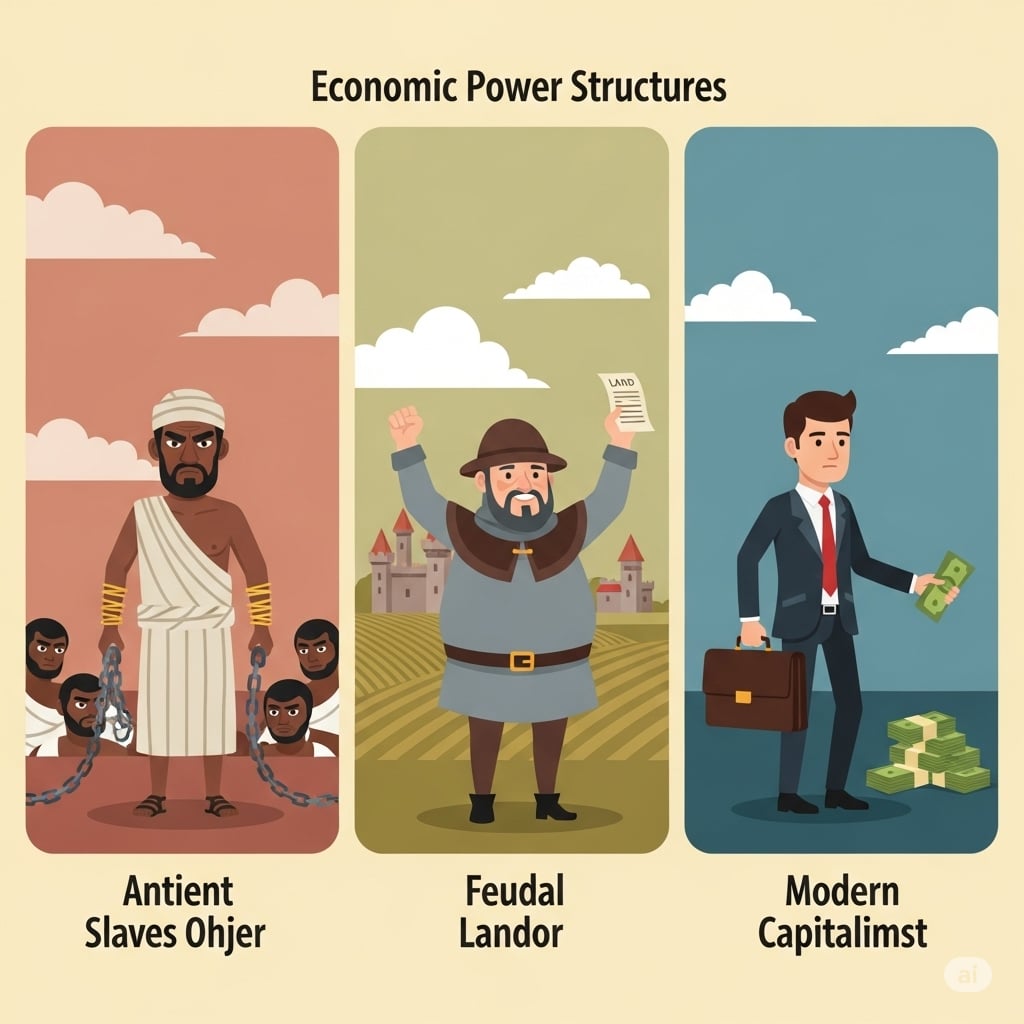 Economic Power Structures
LAND
Antient
Slaves Ohjer
Feudal
Landor
Modern
Capitalimst
ai